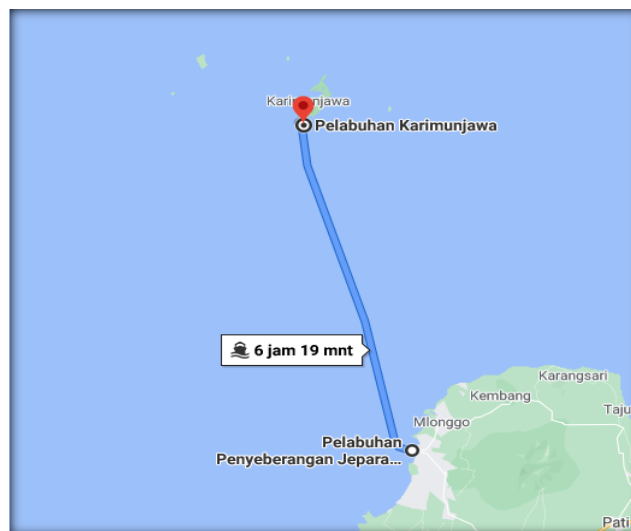 Karimunjawa
Pelabuhan Karimunjawa
6 jam 19 mnt
Karangsari
Kembang
Taju
Mlonggo
Pelabuhan
Penyeberangan Jepara...
Pati